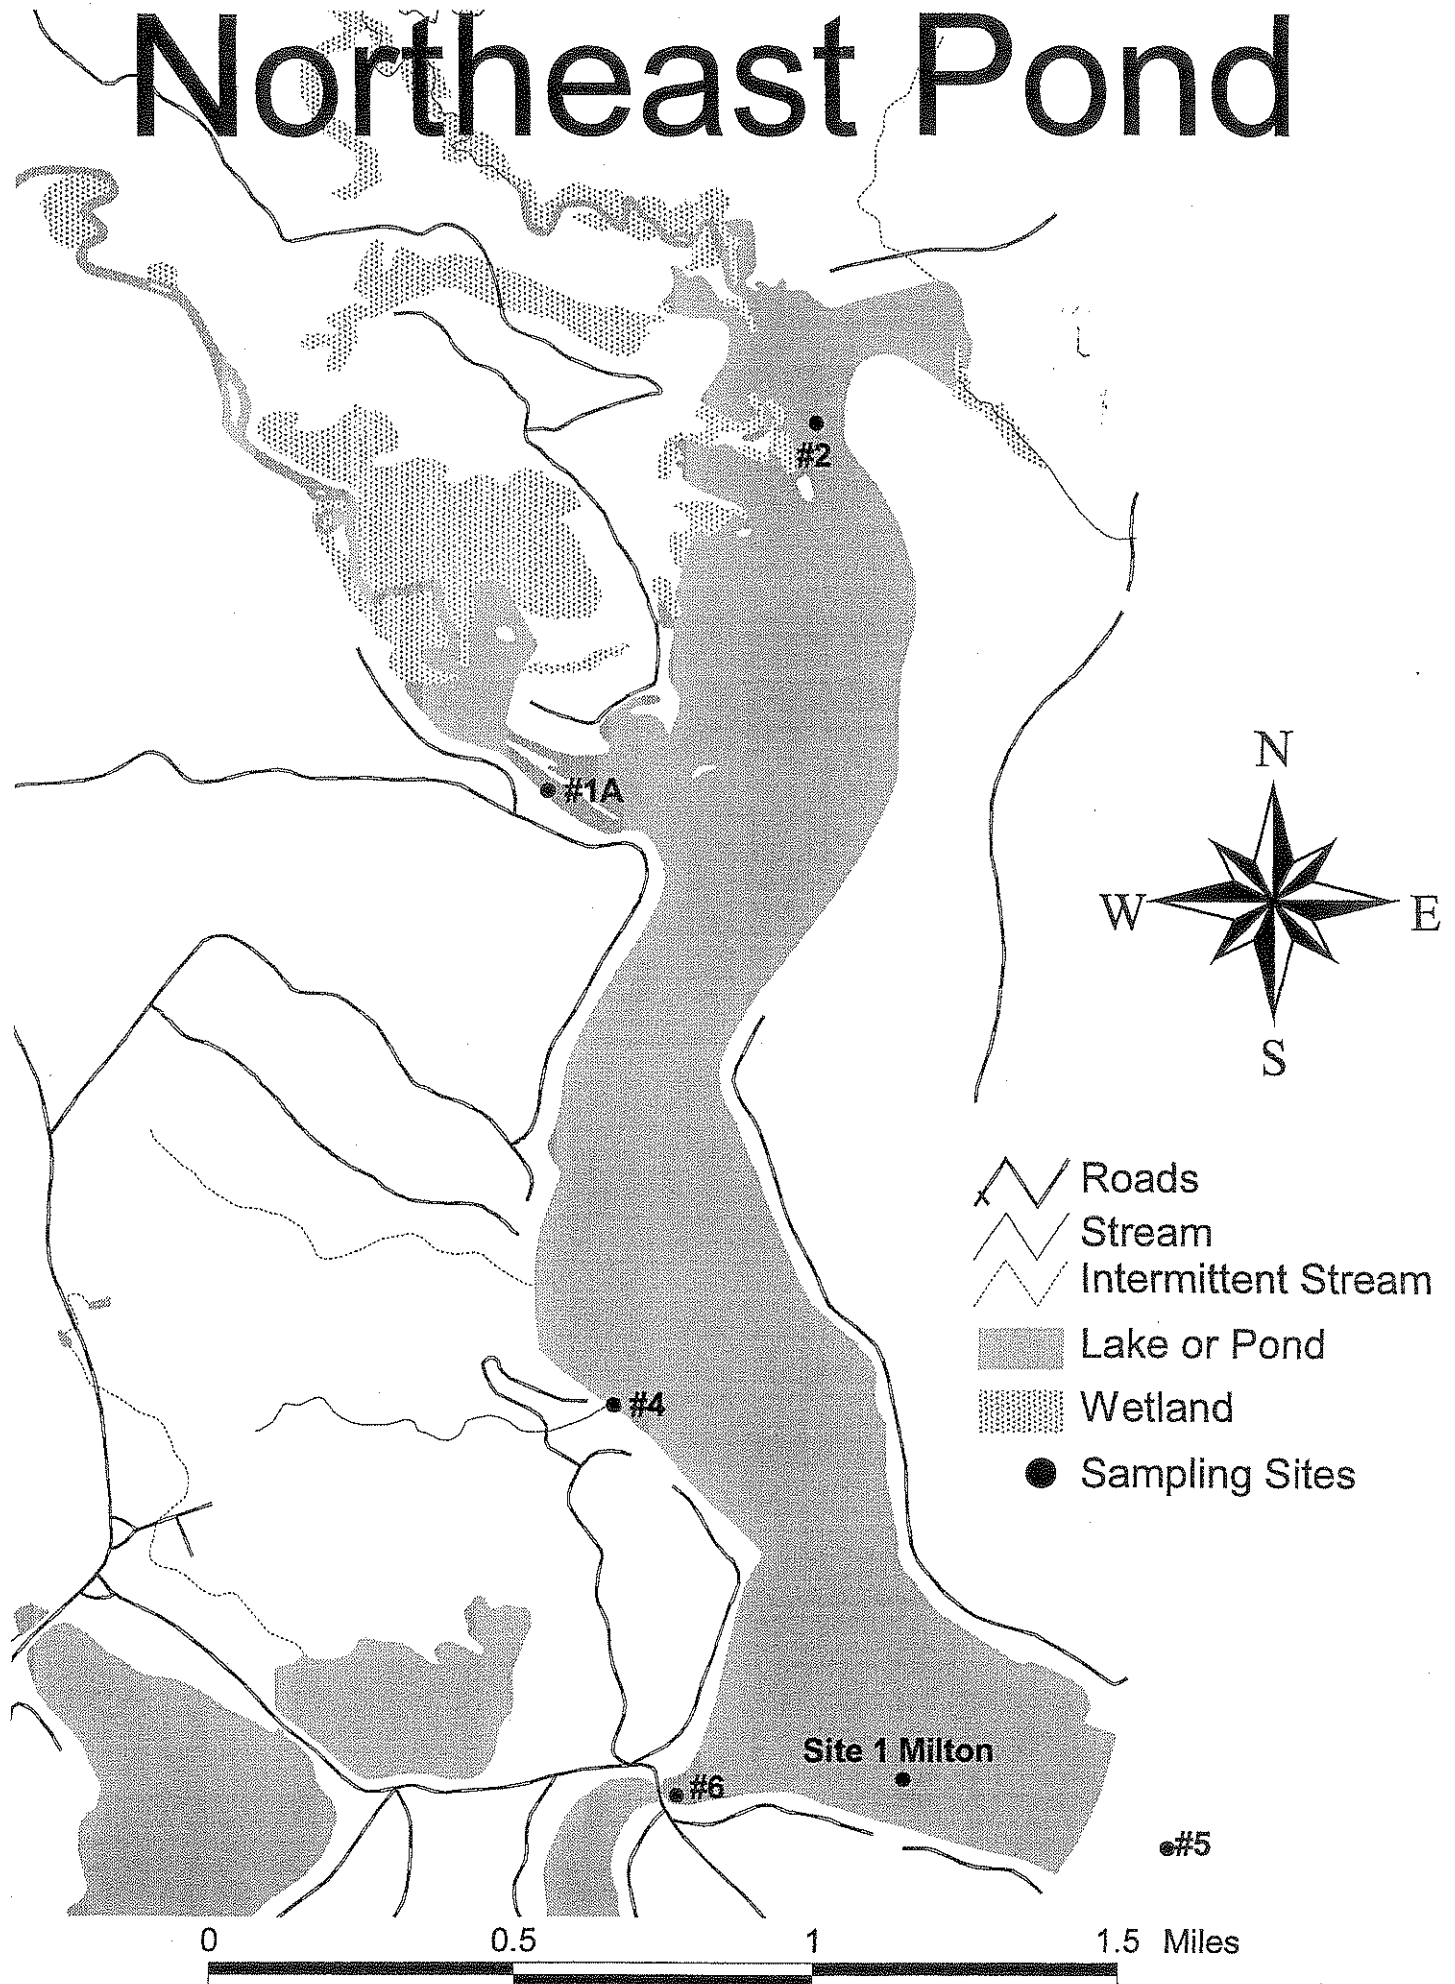 Northeast Pond
#2
#1A
N
W
E
S
Roads
Stream
Intermittent Stream
Lake or Pond
Wetland
Sampling Sites
#4
Site 1 Milton
#6
#5
0 0.5 1 1.5 Miles